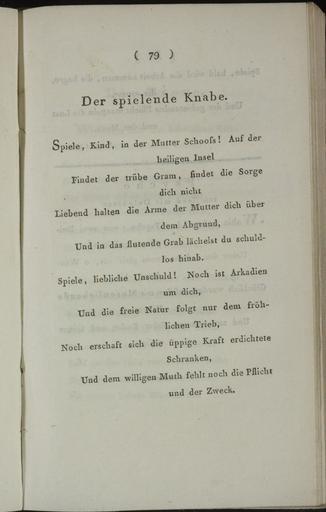 ( 79 )
Der spielende Knabe.
Spiele, Kind, in der Mutter Schoofs! Auf der
heiligen Insel
Findet der trübe Gram, findet die Sorge
dich nicht
Liebend halten die Arme der Mutter dich über
dem Abgrund,
Und in das flutende Grab lächelst du schuld-
los hinab.
Spiele, liebliche Unschuld! Noch ist Arkadien
um dich,
Und die freie Natur folgt nur dem fröh-
lichen Trieb,
Noch erschaft sich die üppige Kraft erdichtete
Schranken,
Und dem willigen Muth fehlt noch die Pflicht
und der Zweck.